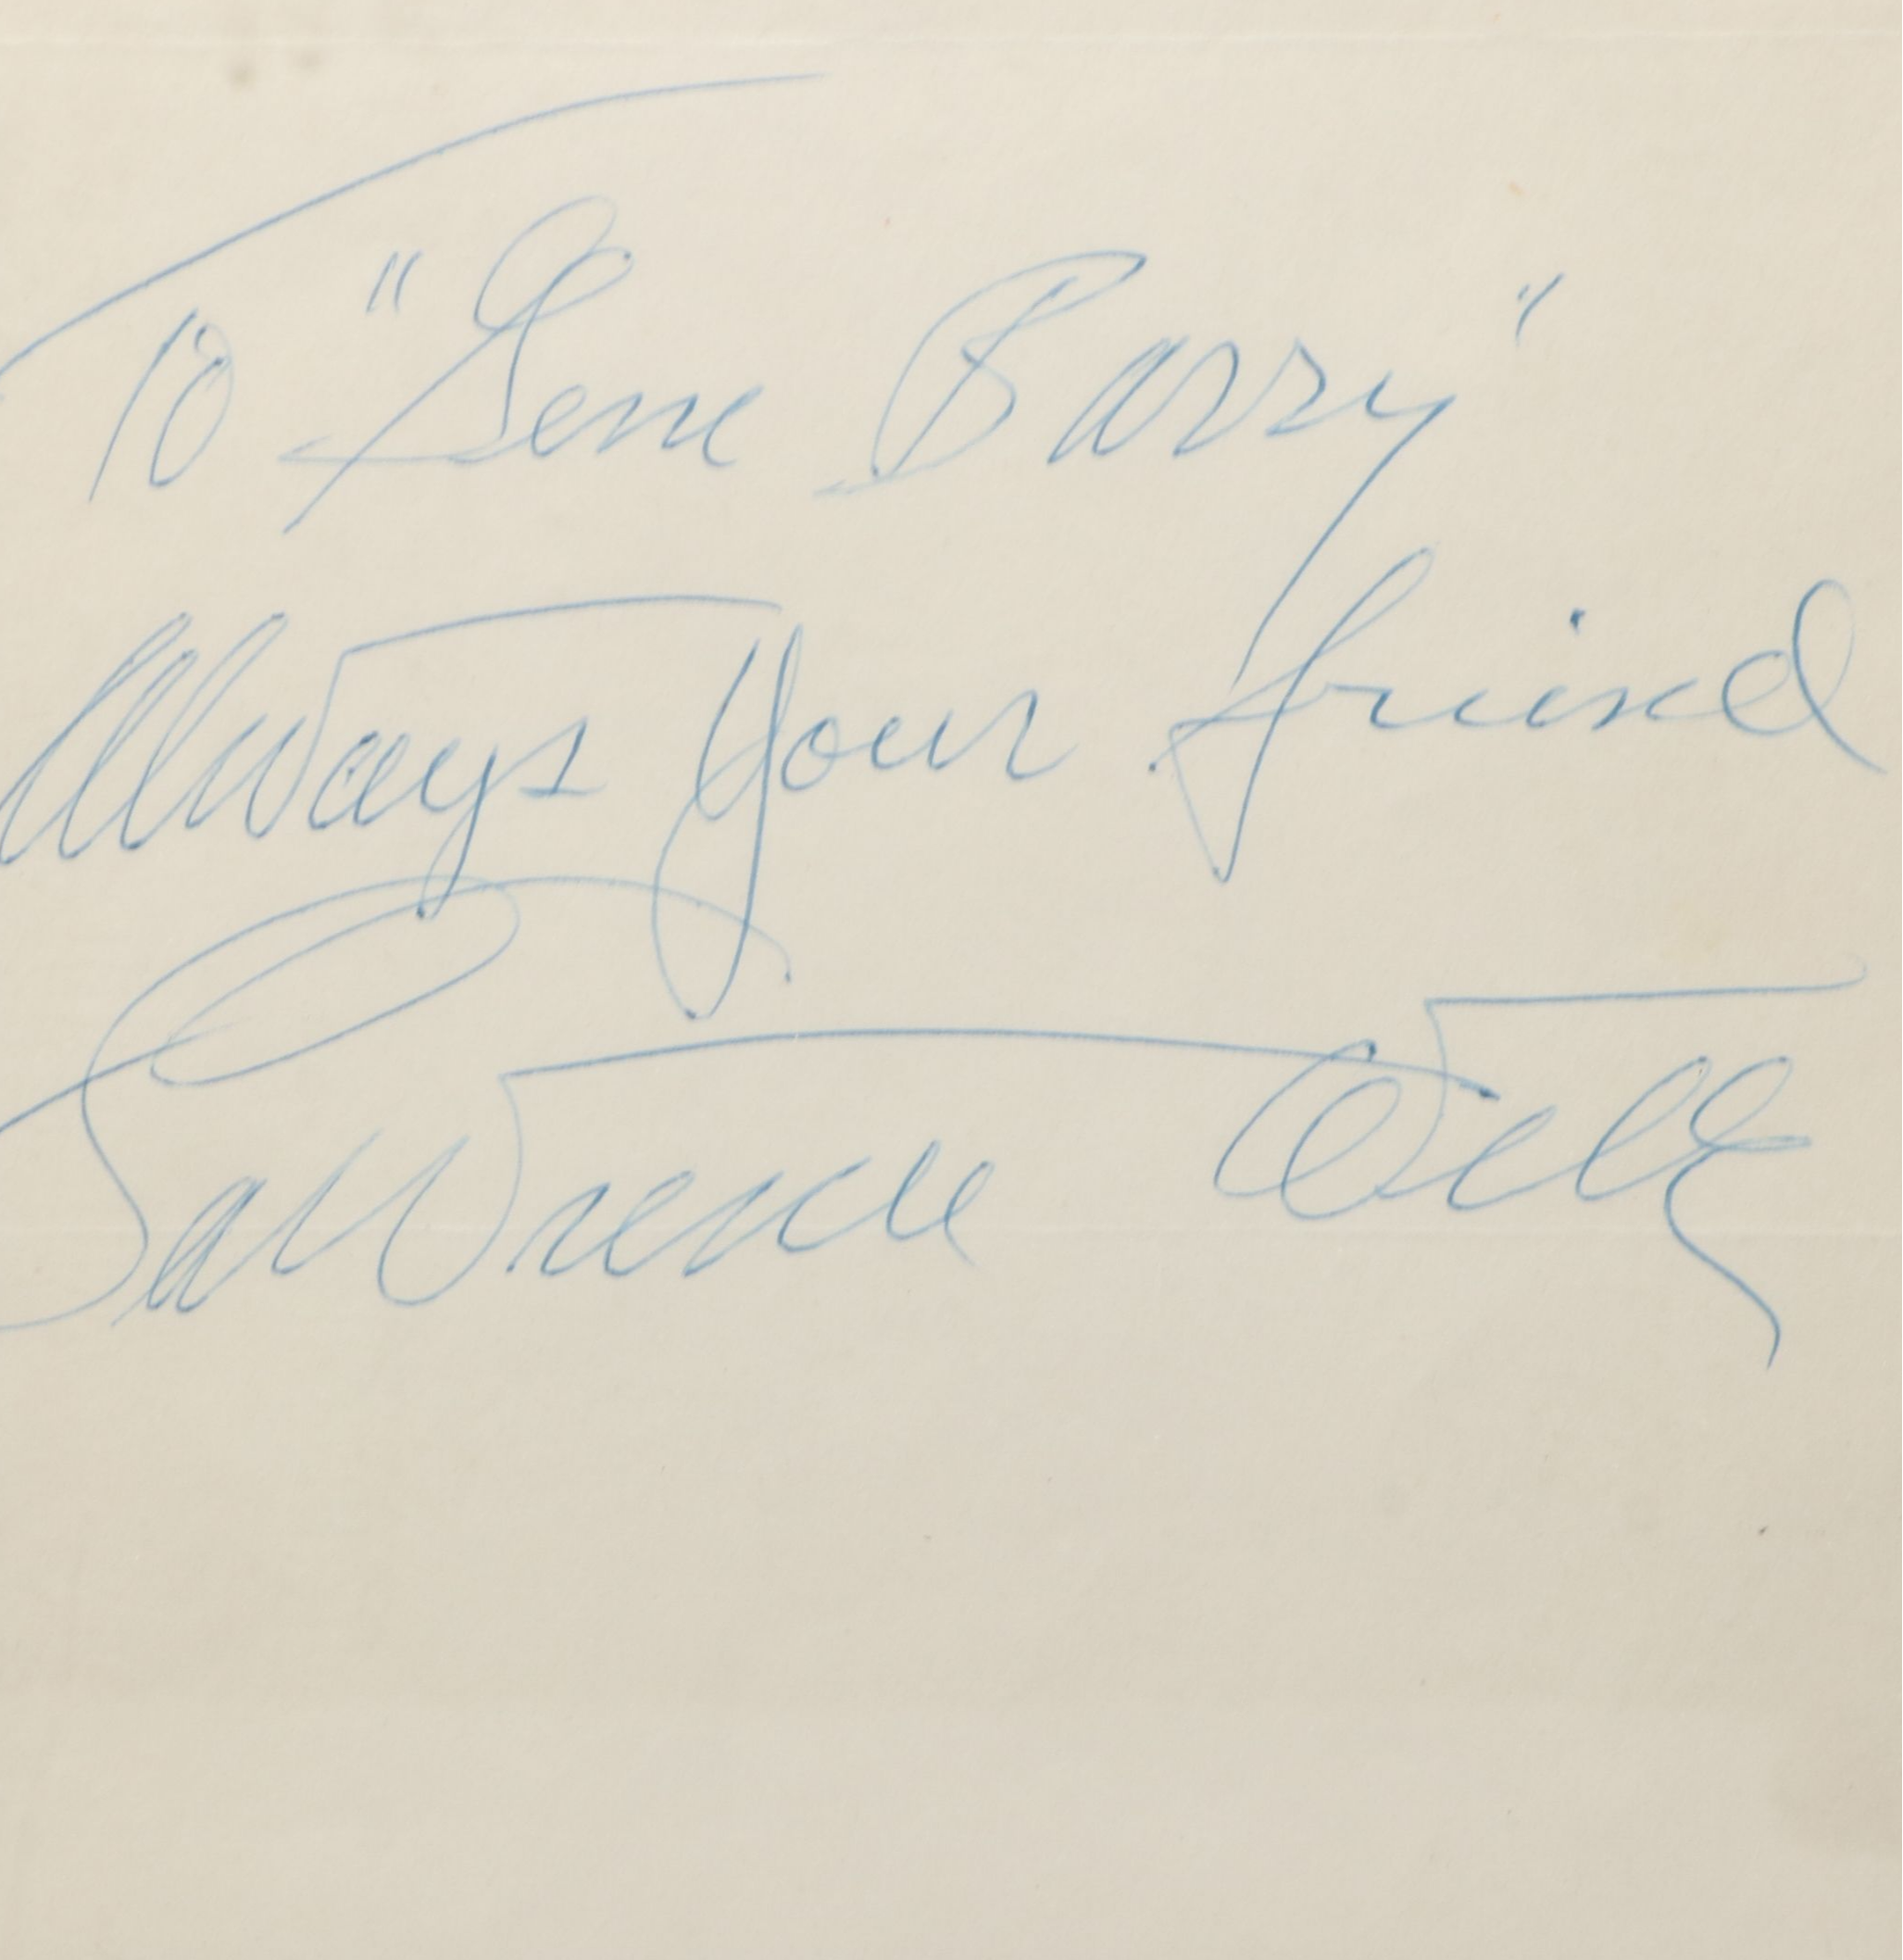 To "Gene Barry"
Always Your friend
Lawrence Welk